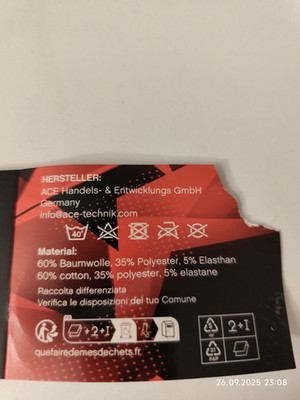 HERSTELLER:
ACE Handels- & Entwicklungs GmbH
Germany
info@ace-technik.com
40°
Material:
60% Baumwolle, 35% Polyester, 5% Elasthan
60% cotton, 35% polyester, 5% elastane
Raccolta differenziata
Verifica le disposizioni del tuo Comune
+2+I
2+I
21
PAP
quefairedemesdechets.fr
26.09.2025 23:08